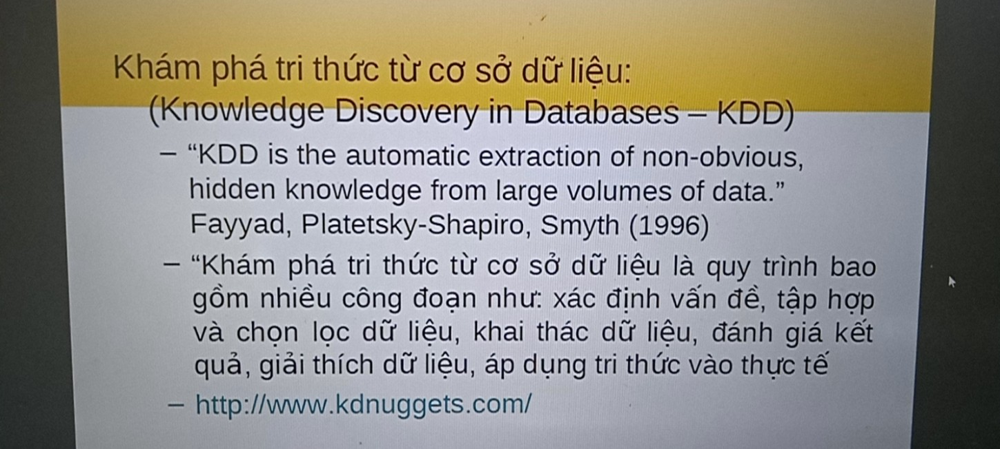 Khám phá tri thức từ cơ sở dữ liệu:
(Knowledge Discovery in Databases – KDD)
– “KDD is the automatic extraction of non-obvious,
hidden knowledge from large volumes of data.”
Fayyad, Platetsky-Shapiro, Smyth (1996)
– “Khám phá tri thức từ cơ sở dữ liệu là quy trình bao
gồm nhiều công đoạn như: xác định vấn đề, tập hợp
và chọn lọc dữ liệu, khai thác dữ liệu, đánh giá kết
quả, giải thích dữ liệu, áp dụng tri thức vào thực tế
– http://www.kdnuggets.com/